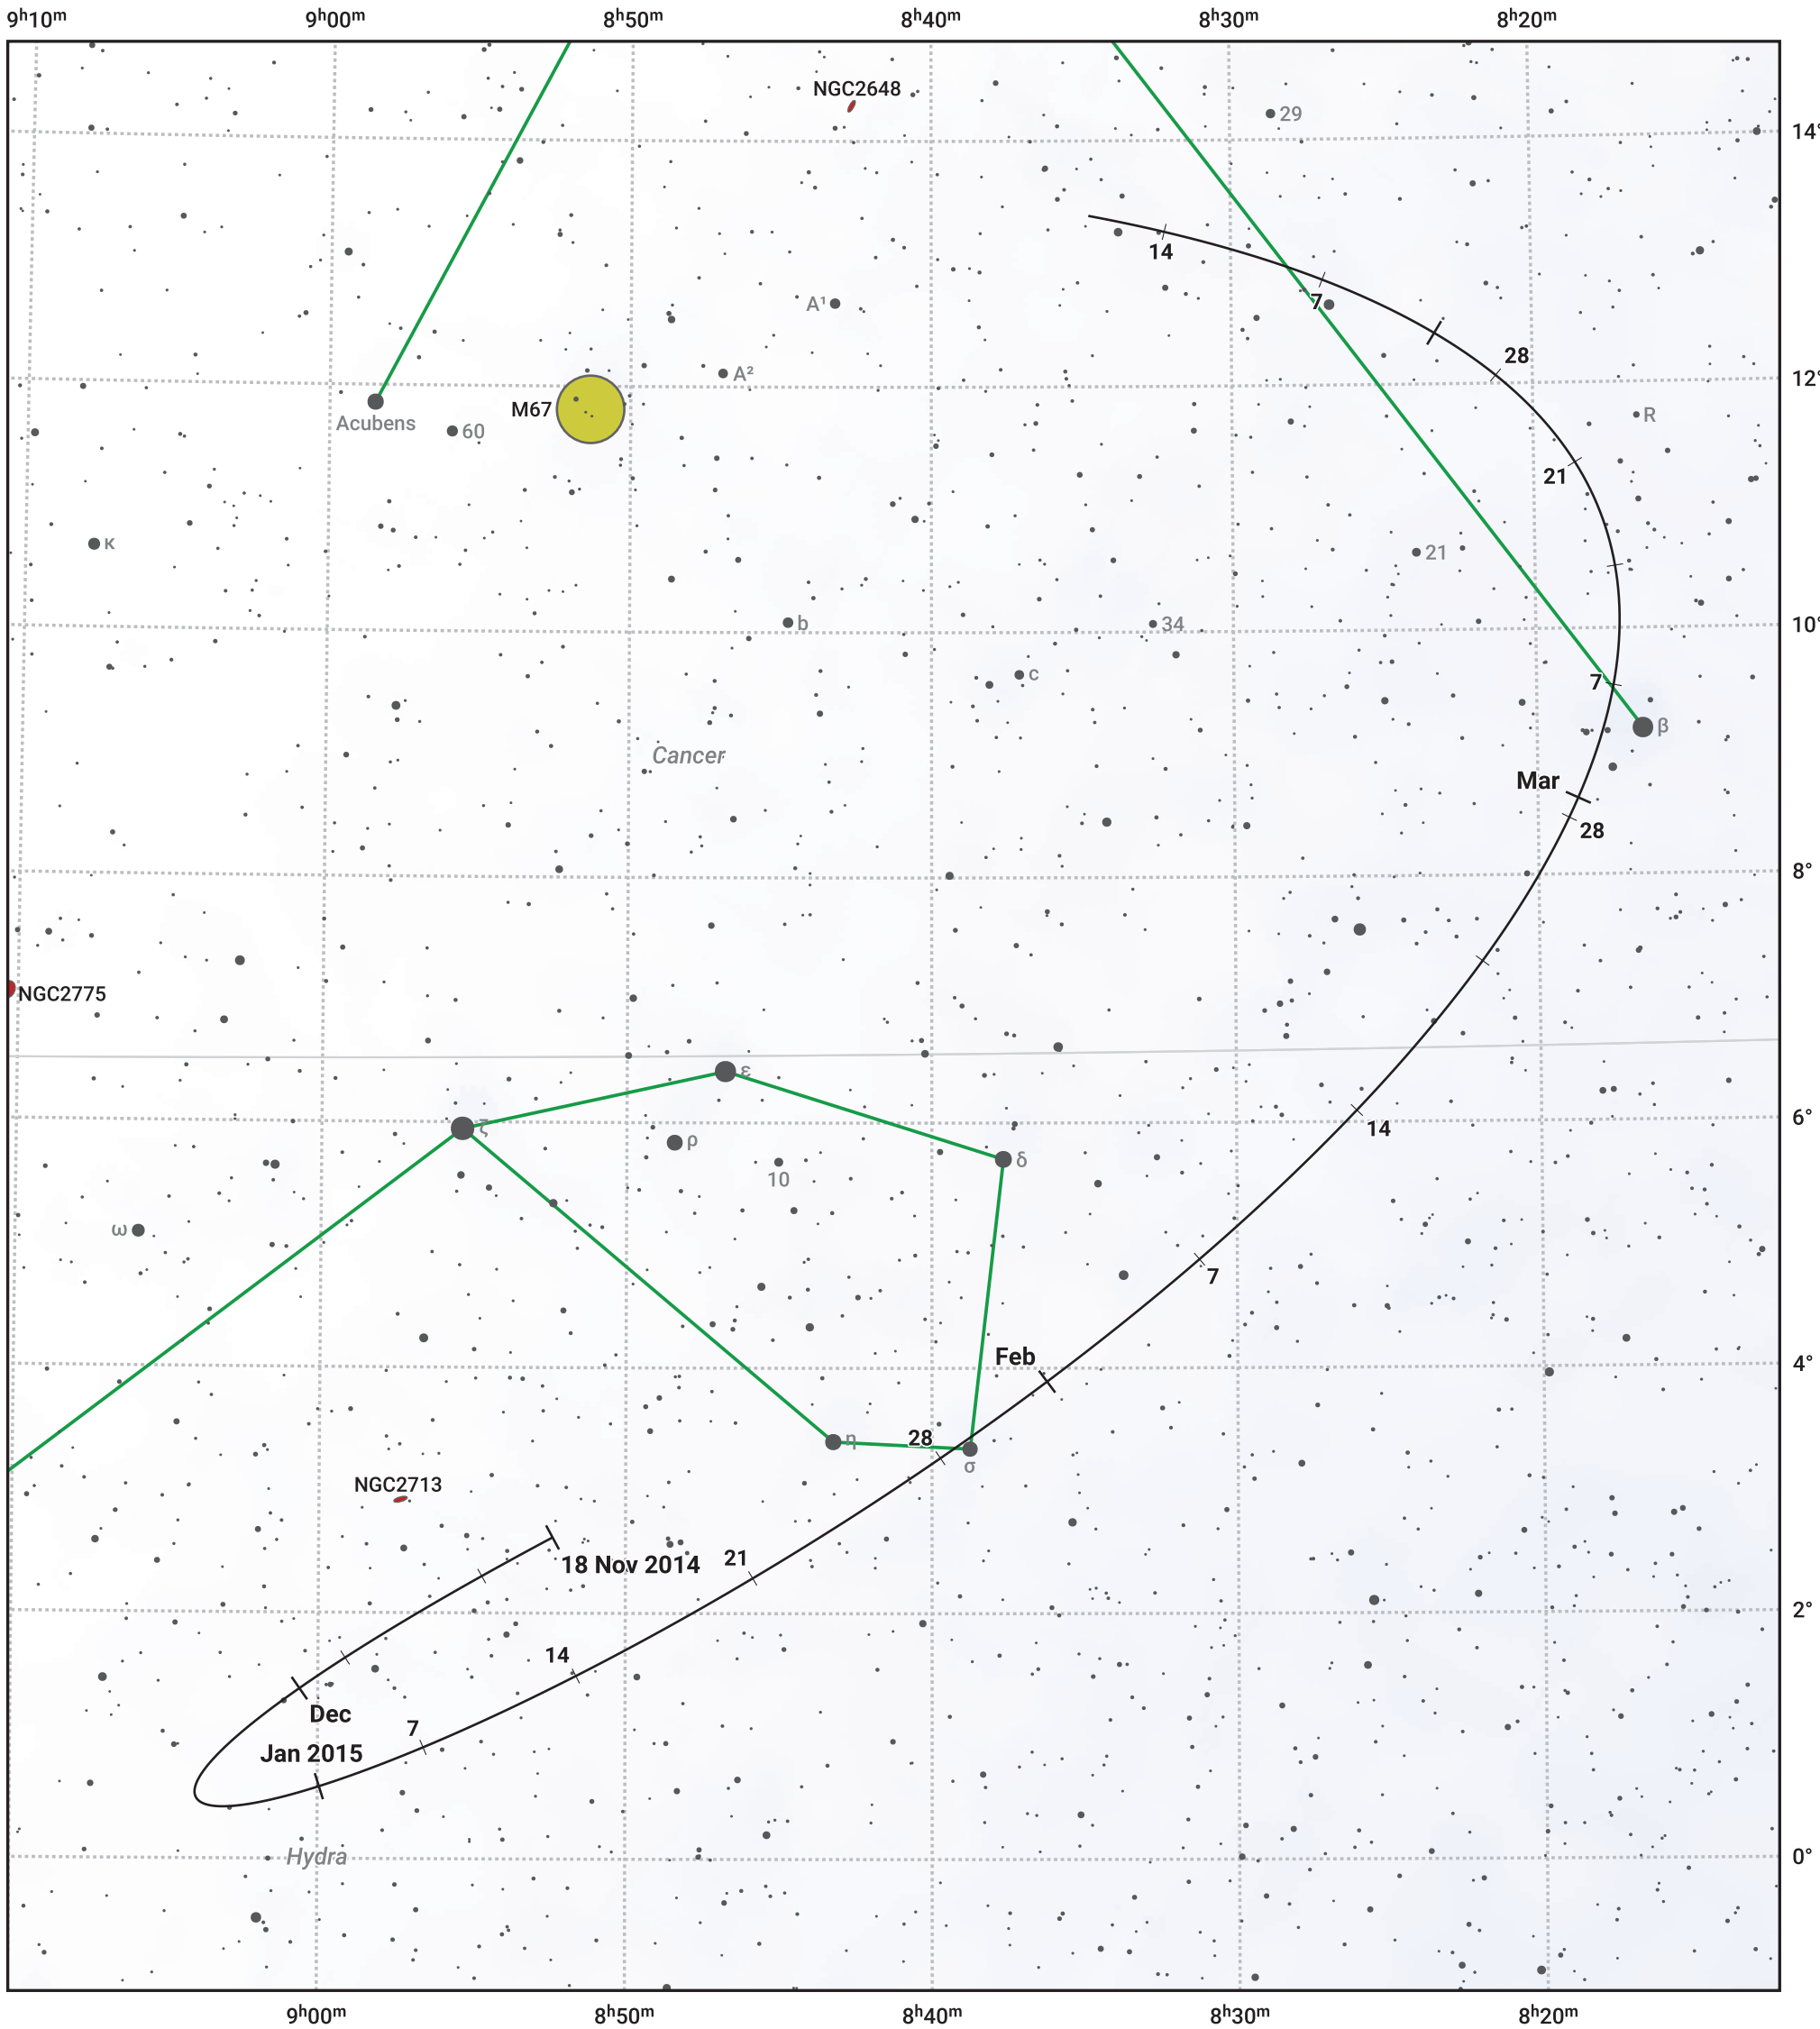 9ʰ10ᵐ 9ʰ00ᵐ 8ʰ50ᵐ 8ʰ40ᵐ 8ʰ30ᵐ 8ʰ20ᵐ
NGC2648
29
14°
14
A¹
7
28
A²
12°
M67
R
Acubens
60
21
κ
21
b
34
10°
c
7
β
Cancer
Mar
28
8°
NGC2775
ε
6°
ζ
14
ρ
δ
10
ω
7
Feb
4°
28
η
σ
NGC2713
21
18 Nov 2014
2°
14
Dec
7
Jan 2015
Hydra
0°
9ʰ00ᵐ 8ʰ50ᵐ 8ʰ40ᵐ 8ʰ30ᵐ 8ʰ20ᵐ